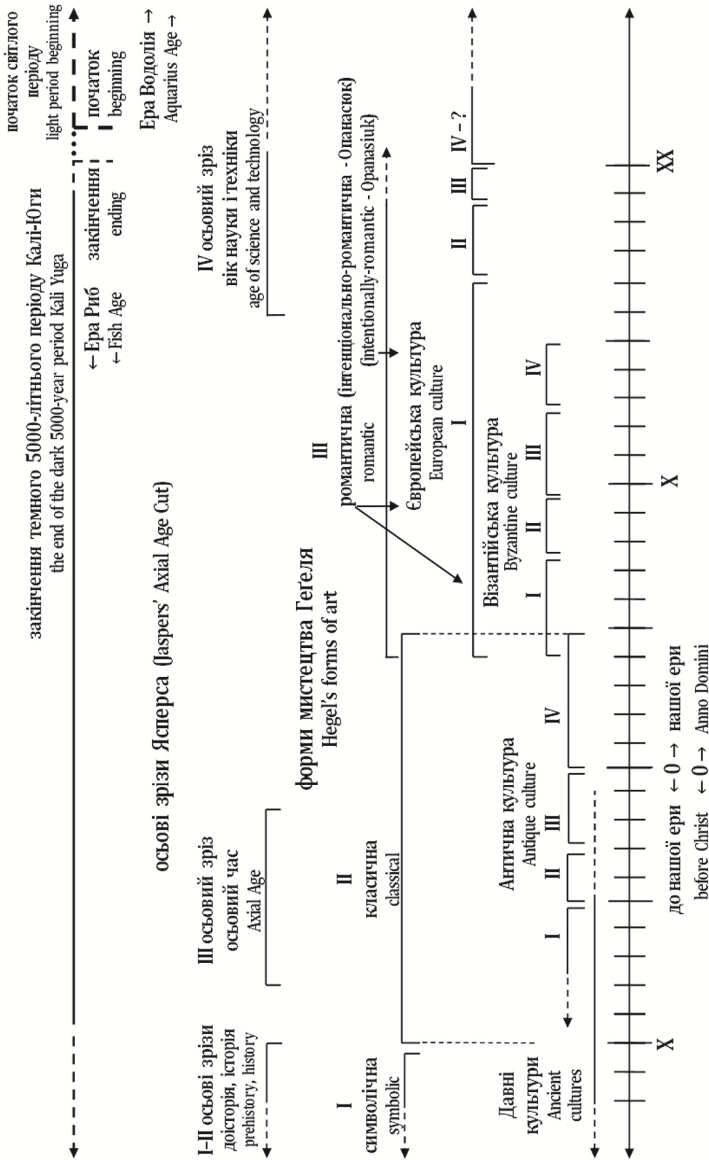 закінчення темного 5000-літнього періоду Калі-Юги
the end of the dark 5000-year period Kali Yuga
початок світлого
періоду
light period beginning
← Ера Риб
← Fish Age
закінчення
ending
початок
beginning
Ера Водолія →
Aquarius Age →
осьові зрізи Ясперса (Jaspers' Axial Age Cut)
І–ІІ осьові зрізи
доісторія, історія
prehistory, history
ІІІ осьовий зріз
осьовий час
Axial Age
IV осьовий зріз
вік науки і техніки
age of science and technology
форми мистецтва Геґеля
Hegel's forms of art
І
символічна
symbolic
ІІ
класична
classical
ІІІ
романтична (інтенціонально-романтична - Опанасюк)
romantic (intentionally-romantic - Opanasiuk)
Європейська культура
European culture
I II III IV – ?
Візантійська культура
Byzantine culture
I II III IV
Давні
культури
Ancient
cultures
Антична культура
Antique culture
I II III IV
X X XX
до нашої ери ← 0 → нашої ери
before Christ ← 0 → Anno Domini